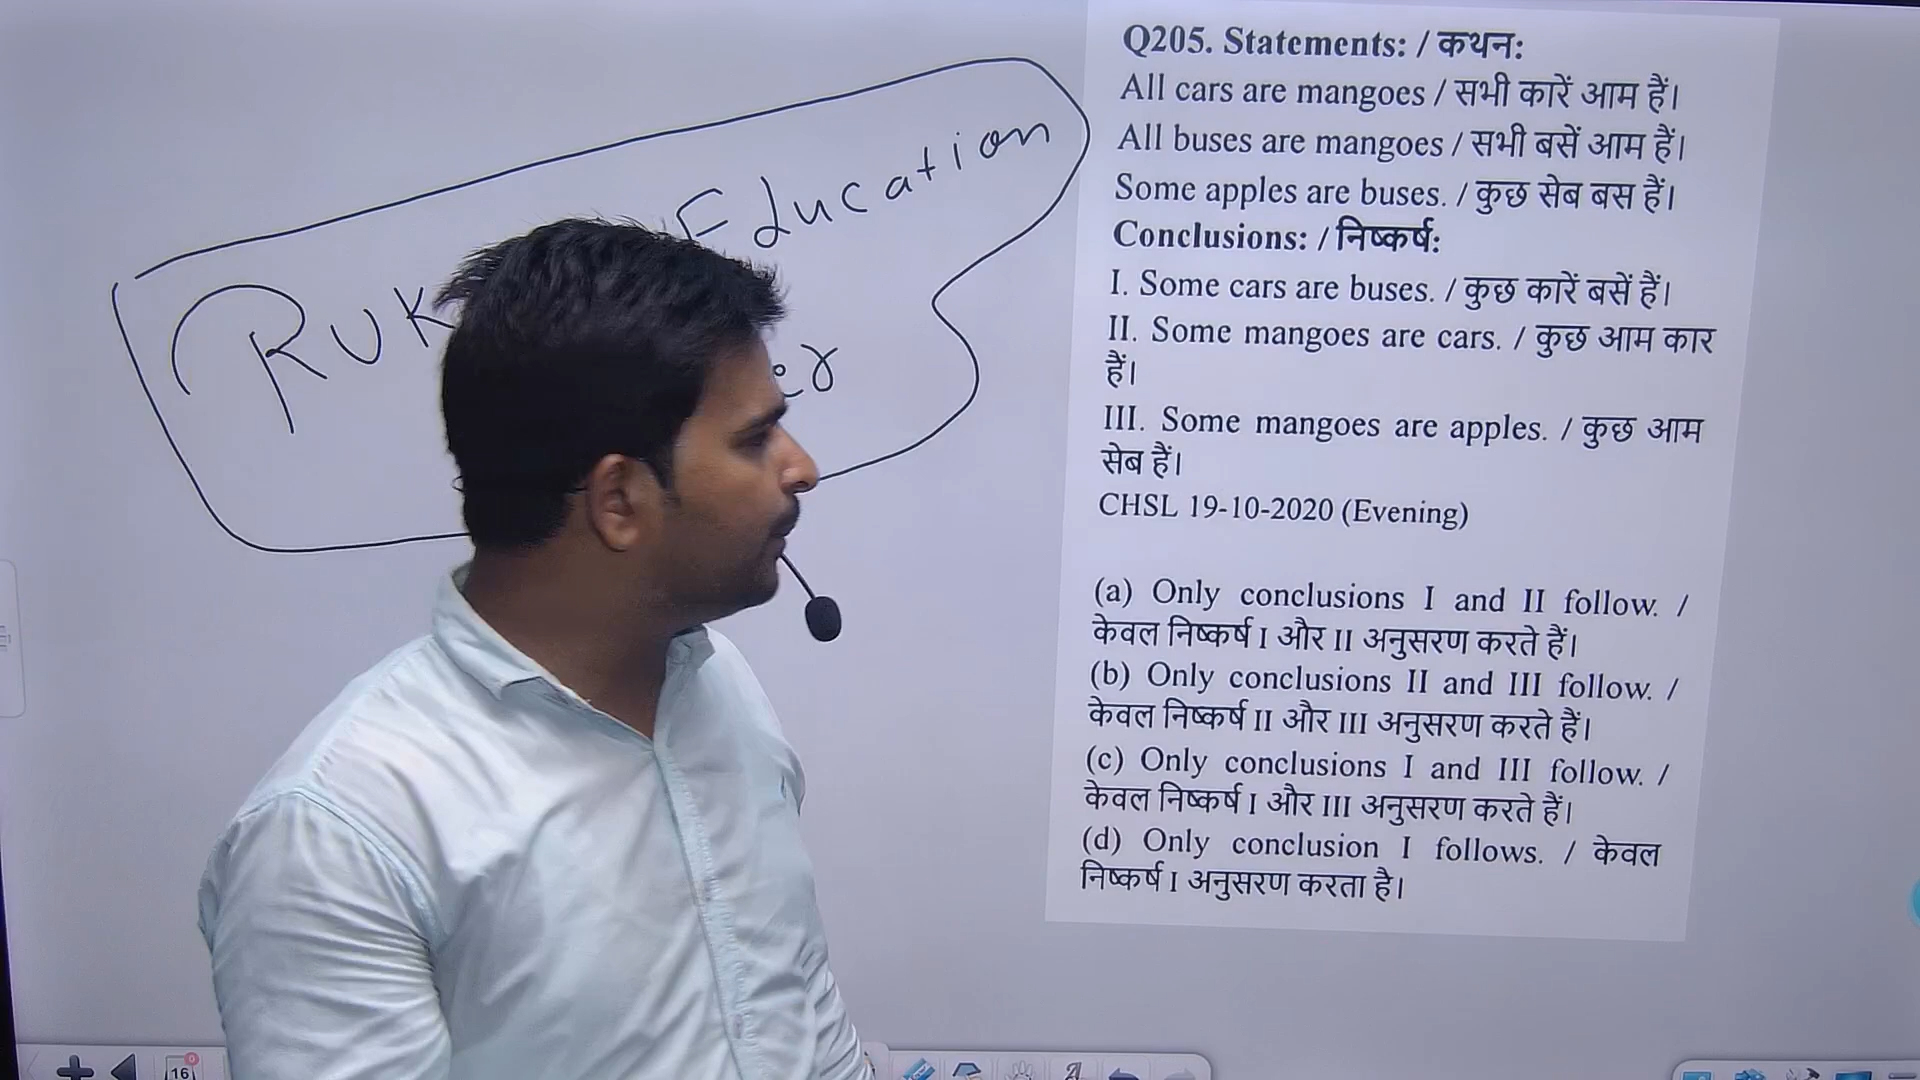 Education
Q205. Statements: / कथन:
All cars are mangoes / सभी कारें आम हैं।
All buses are mangoes / सभी बसें आम हैं।
Some apples are buses. / कुछ सेब बस हैं।
Conclusions: / निष्कर्ष:
I. Some cars are buses. / कुछ कारें बसें हैं।
II. Some mangoes are cars. / कुछ आम कार
हैं।
III. Some mangoes are apples. / कुछ आम
सेब हैं।
CHSL 19-10-2020 (Evening)
(a) Only conclusions I and II follow. /
केवल निष्कर्ष I और II अनुसरण करते हैं।
(b) Only conclusions II and III follow. /
केवल निष्कर्ष II और III अनुसरण करते हैं।
(c) Only conclusions I and III follow. /
केवल निष्कर्ष I और III अनुसरण करते हैं।
(d) Only conclusion I follows. / केवल
निष्कर्ष I अनुसरण करता है।
16